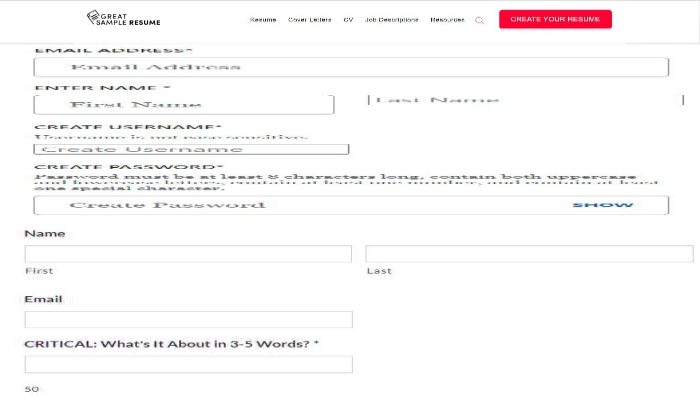 GREAT
SAMPLE RESUME
Resume Cover Letters CV Job Descriptions Resources CREATE YOUR RESUME
EMAIL ADDRESS*
Email Address
ENTER NAME *
First Name Last Name
CREATE USERNAME*
Username is not case sensitive.
Create Username
CREATE PASSWORD*
Password must be at least 8 characters long, contain both uppercase
and lowercase letters, contain at least one number, and contain at least
one special character.
Create Password SHOW
Name
First Last
Email
CRITICAL: What's It About in 3-5 Words? *
50